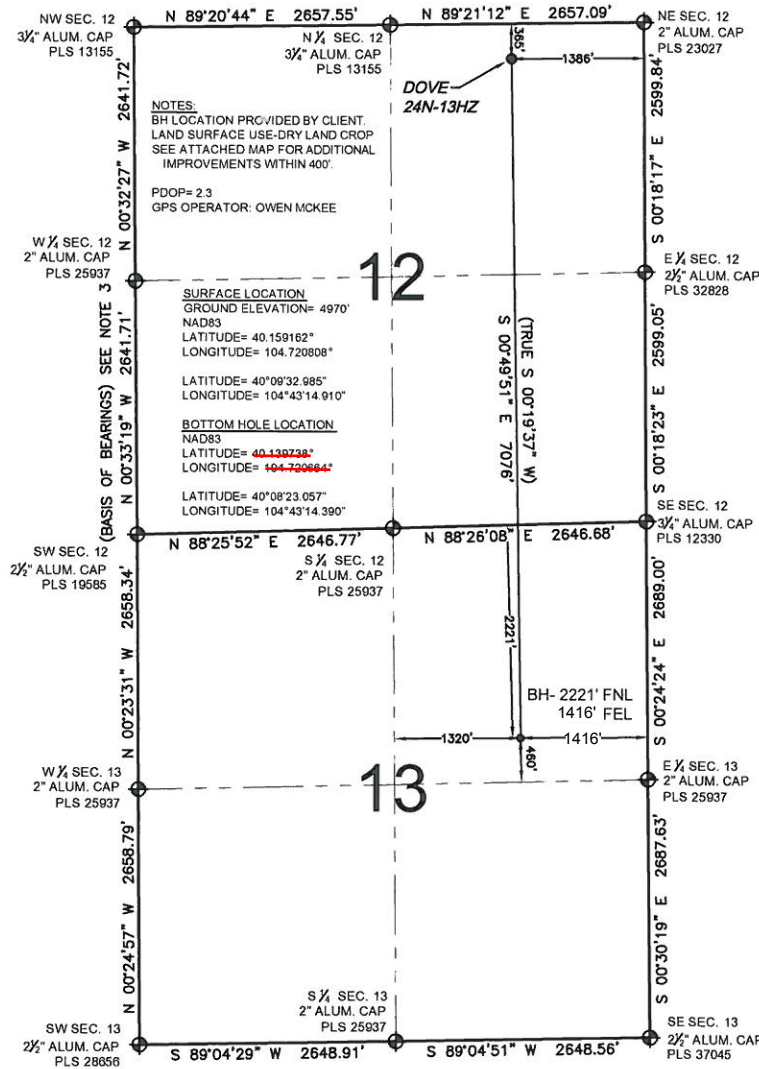 N 89°20'44" E 2657.55'
N 89°21'12" E 2657.09'
NW SEC. 12
3¼" ALUM. CAP
PLS 13155
N ¼ SEC. 12
3¼" ALUM. CAP
PLS 13155
NE SEC. 12
2" ALUM. CAP
PLS 23027
365'
1386'
DOVE
24N-13HZ
N 00°32'27" W 2641.72'
S 00°18'17" E 2599.84'
NOTES:
BH LOCATION PROVIDED BY CLIENT.
LAND SURFACE USE-DRY LAND CROP
SEE ATTACHED MAP FOR ADDITIONAL
IMPROVEMENTS WITHIN 400'.
PDOP= 2.3
GPS OPERATOR: OWEN MCKEE
W ¼ SEC. 12
2" ALUM. CAP
PLS 25937
12
E ¼ SEC. 12
2½" ALUM. CAP
PLS 32828
SURFACE LOCATION
GROUND ELEVATION= 4970'
NAD83
LATITUDE= 40.159162°
LONGITUDE= 104.720808°
LATITUDE= 40°09'32.985"
LONGITUDE= 104°43'14.910"
BOTTOM HOLE LOCATION
NAD83
LATITUDE= 40.139738°
LONGITUDE= 104.720664°
LATITUDE= 40°08'23.057"
LONGITUDE= 104°43'14.390"
(BASIS OF BEARINGS) SEE NOTE 3
N 00°33'19" W 2641.71'
(TRUE S 00°19'37" W)
S 00°49'51" E 7076'
S 00°18'23" E 2599.05'
SW SEC. 12
2½" ALUM. CAP
PLS 19585
N 88°25'52" E 2646.77'
N 88°26'08" E 2646.68'
S ¼ SEC. 12
2" ALUM. CAP
PLS 25937
SE SEC. 12
3¼" ALUM. CAP
PLS 12330
N 00°23'31" W 2658.34'
S 00°24'24" E 2689.00'
2221'
BH- 2221' FNL
1416' FEL
1320'
1416'
460'
W ¼ SEC. 13
2" ALUM. CAP
PLS 25937
13
E ¼ SEC. 13
2" ALUM. CAP
PLS 25937
N 00°24'57" W 2658.79'
S 00°30'19" E 2687.63'
S ¼ SEC. 13
2" ALUM. CAP
PLS 25937
SW SEC. 13
2½" ALUM. CAP
PLS 28656
S 89°04'29" W 2648.91'
S 89°04'51" W 2648.56'
SE SEC. 13
2½" ALUM. CAP
PLS 37045